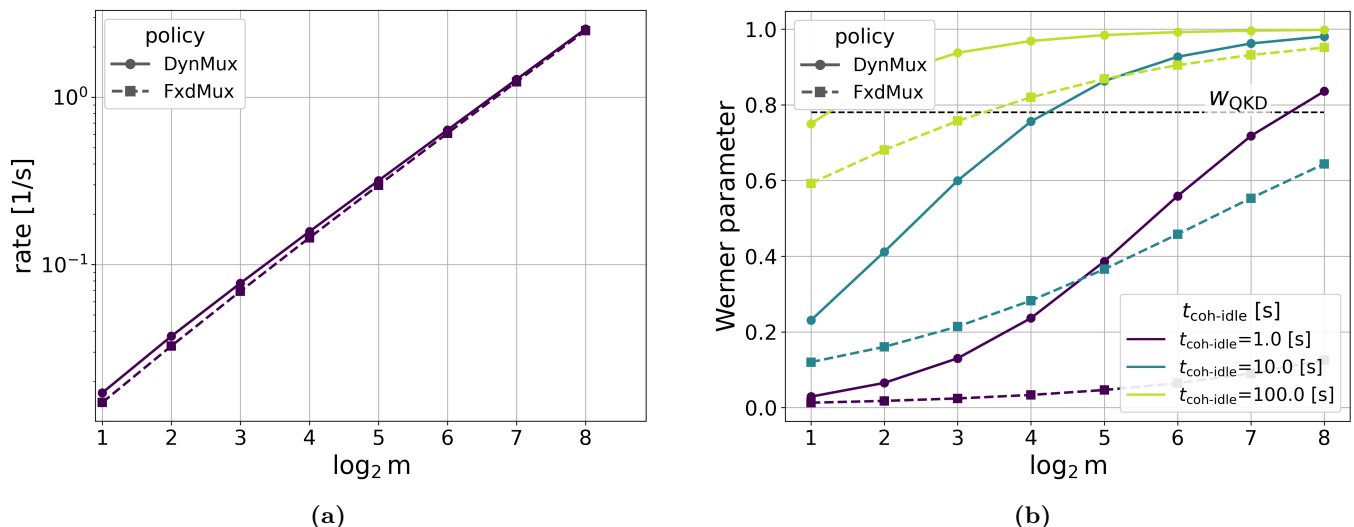 policy
DynMux
FxdMux
10⁰
10⁻¹
rate [1/s]
1 2 3 4 5 6 7 8
log₂ m
(a)
policy
DynMux
FxdMux
w_QKD
1.0
0.8
0.6
0.4
0.2
0.0
Werner parameter
t_coh-idle [s]
t_coh-idle=1.0 [s]
t_coh-idle=10.0 [s]
t_coh-idle=100.0 [s]
1 2 3 4 5 6 7 8
log₂ m
(b)